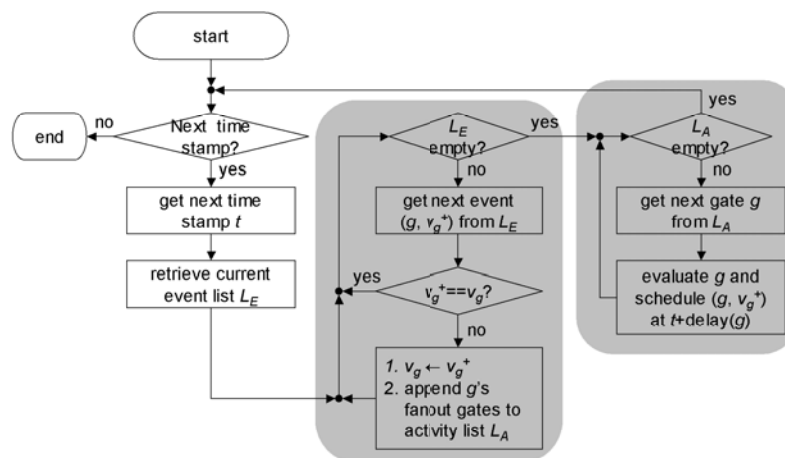 start
no
end
Next time
stamp?
yes
get next time
stamp t
retrieve current
event list L_E
L_E
empty?
yes
no
get next event
(g, v_g^+) from L_E
yes
v_g^+==v_g?
no
1. v_g ← v_g^+
2. append g's
fanout gates to
activity list L_A
yes
L_A
empty?
no
get next gate g
from L_A
evaluate g and
schedule (g, v_g^+)
at t+delay(g)